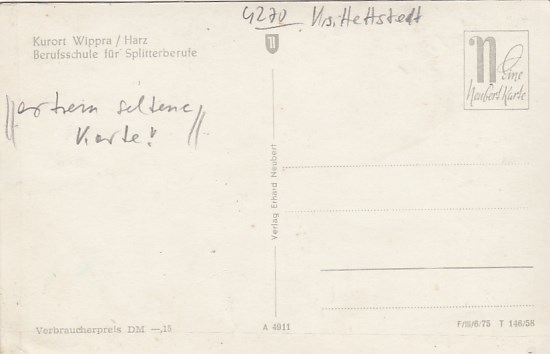 4270 Krs. Hettstedt
Kurort Wippra / Harz
Berufsschule für Splitterberufe
n
n
Eine
Neubert Karte
extrem seltene
Karte!
Verlag Erhard Neubert
Verbraucherpreis DM —,15
A 4911
F/III/6/75 T 146/58